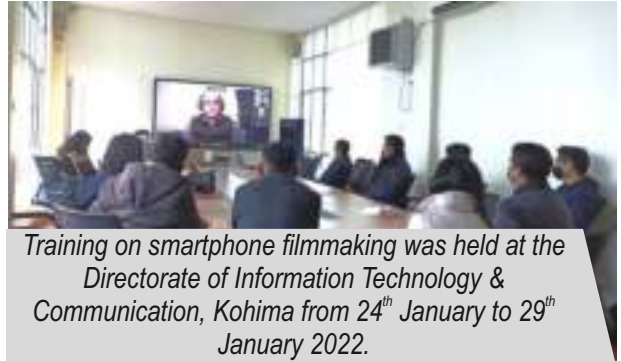 Training on smartphone filmmaking was held at the
Directorate of Information Technology &
Communication, Kohima from 24th January to 29th
January 2022.